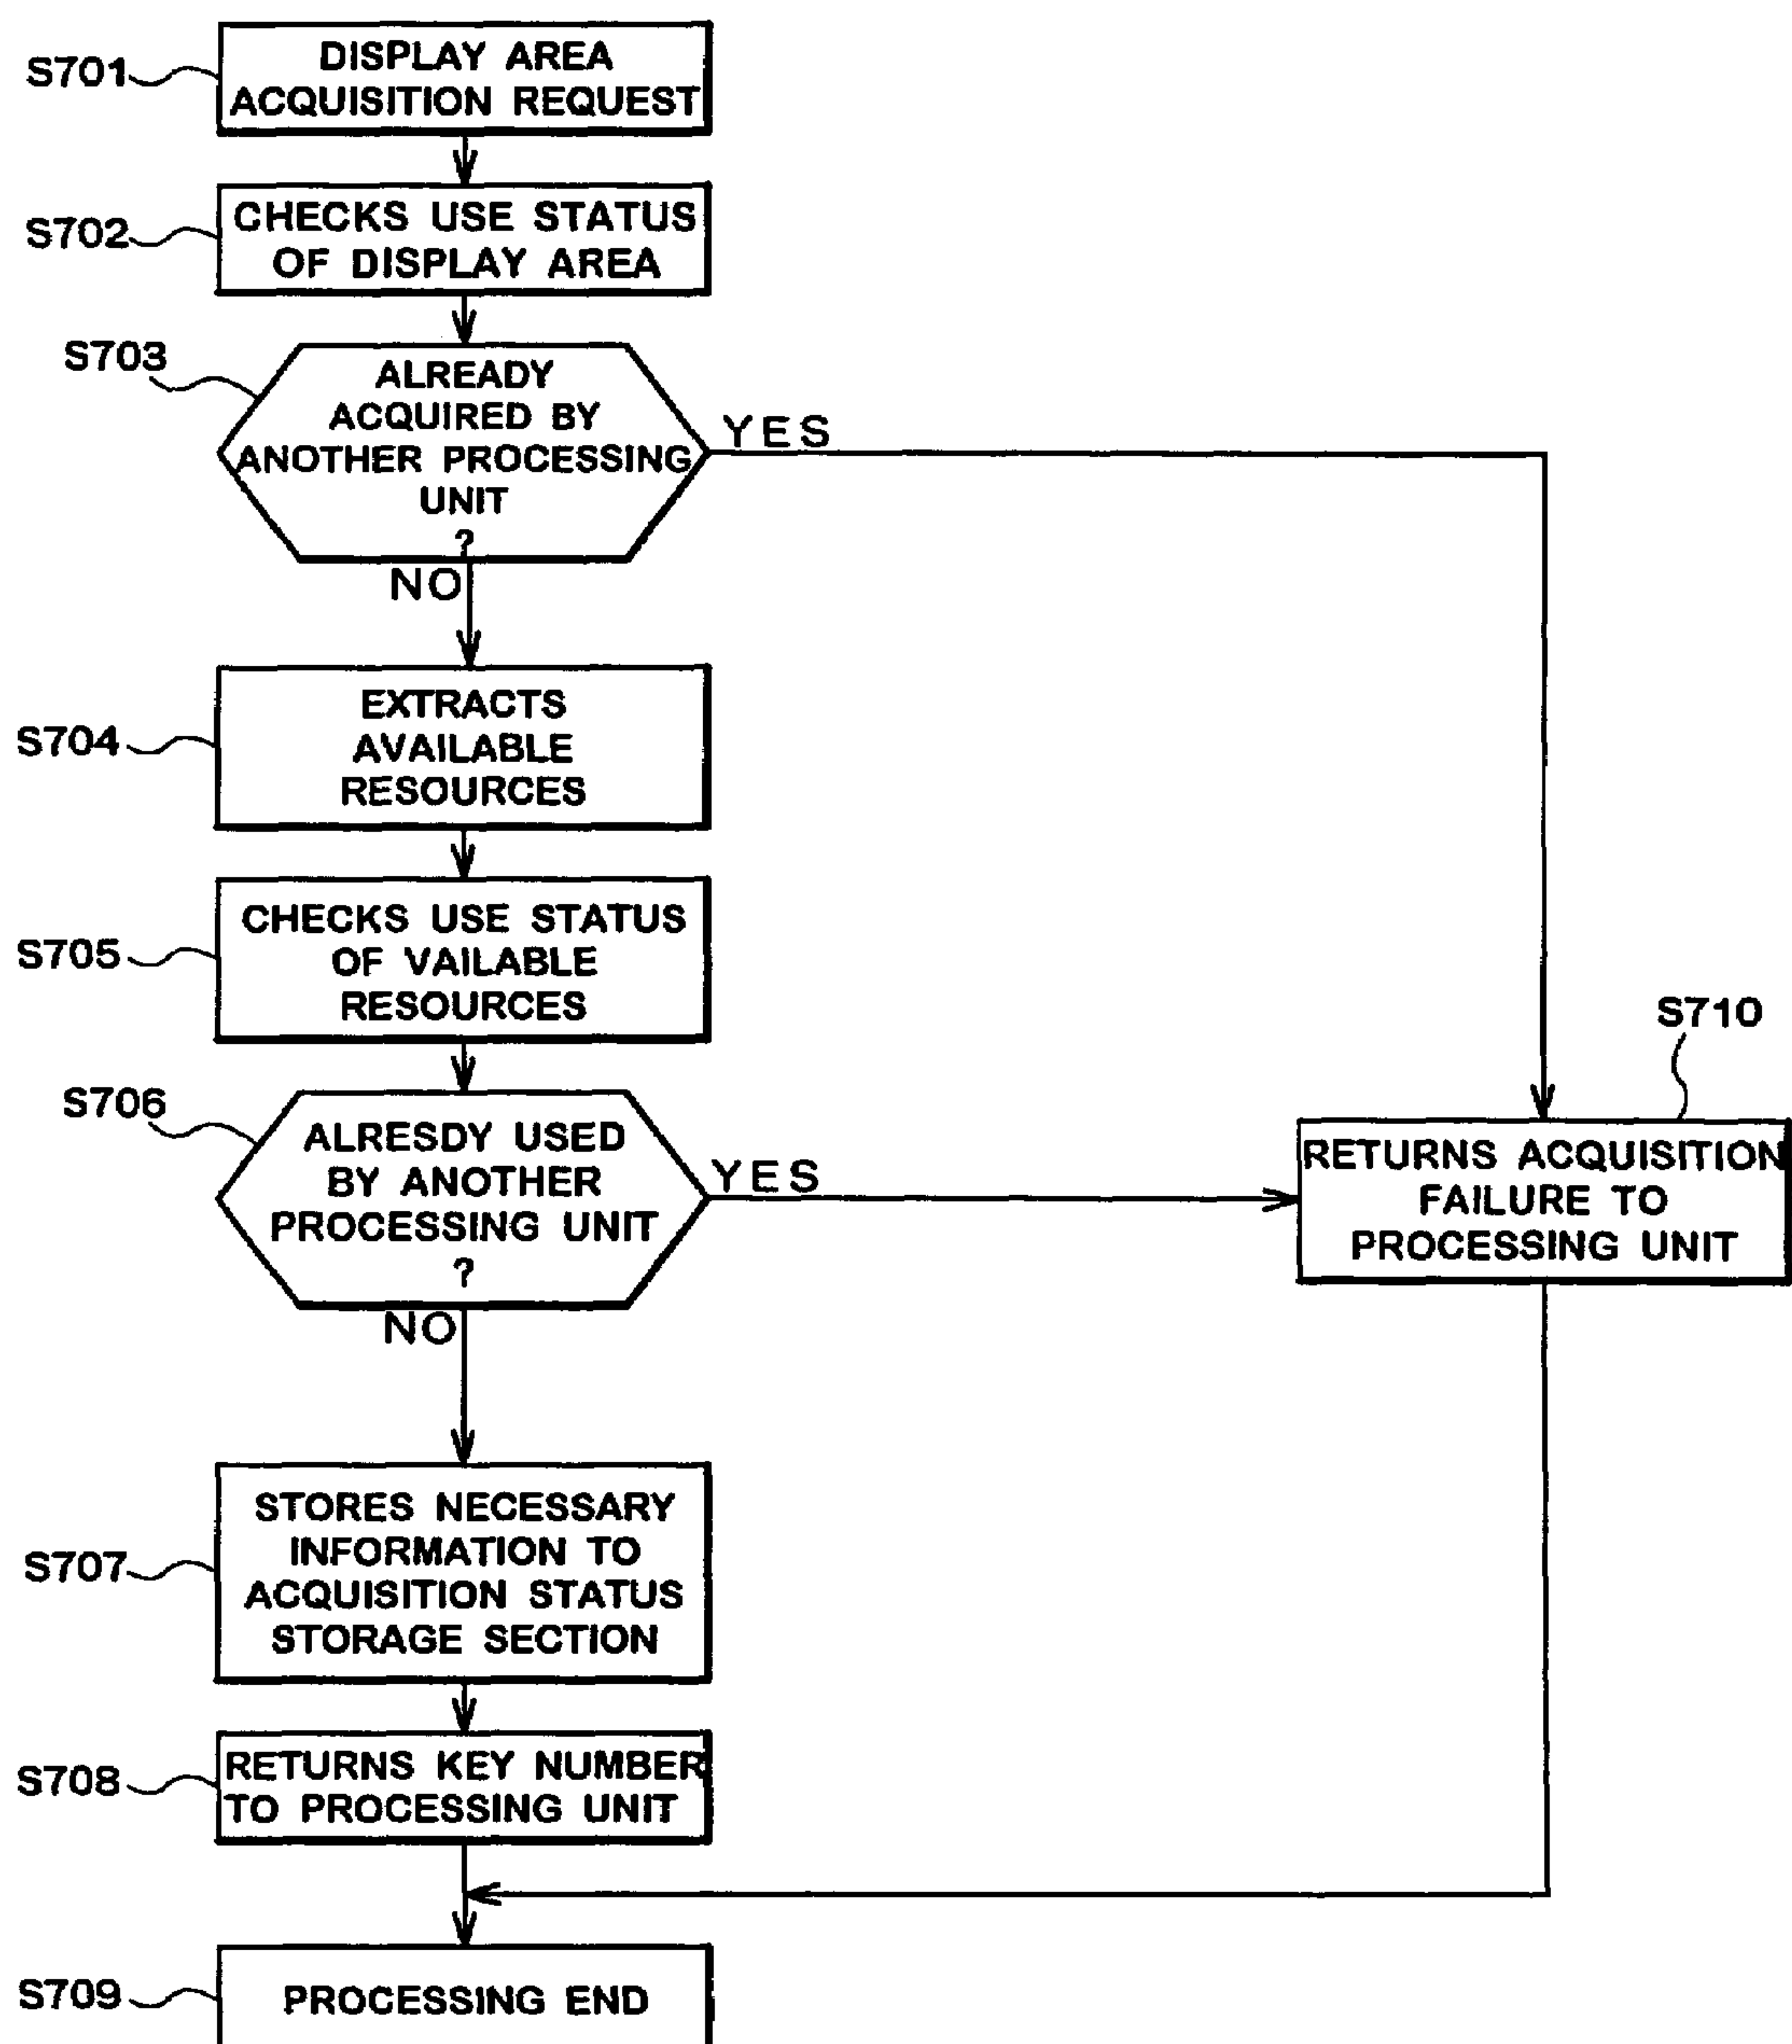 S701
DISPLAY AREA
ACQUISITION REQUEST
S702
CHECKS USE STATUS
OF DISPLAY AREA
S703
ALREADY
ACQUIRED BY
ANOTHER PROCESSING
UNIT
?
YES
NO
S704
EXTRACTS
AVAILABLE
RESOURCES
S705
CHECKS USE STATUS
OF VAILABLE
RESOURCES
S706
ALRESDY USED
BY ANOTHER
PROCESSING UNIT
?
YES
NO
S710
RETURNS ACQUISITION
FAILURE TO
PROCESSING UNIT
S707
STORES NECESSARY
INFORMATION TO
ACQUISITION STATUS
STORAGE SECTION
S708
RETURNS KEY NUMBER
TO PROCESSING UNIT
S709
PROCESSING END